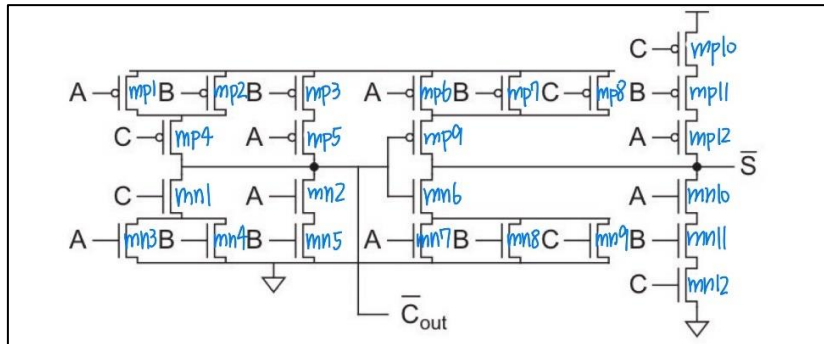 C mp10
A mp1 B mp2 B mp3 A mp6 B mp7 C mp8 B mp11
C mp4 A mp5 mp9 A mp12
S̅
C mn1 A mn2 mn6 A mn10
A mn3 B mn4 B mn5 A mn7 B mn8 C mn9 B mn11
C mn12
C̅out